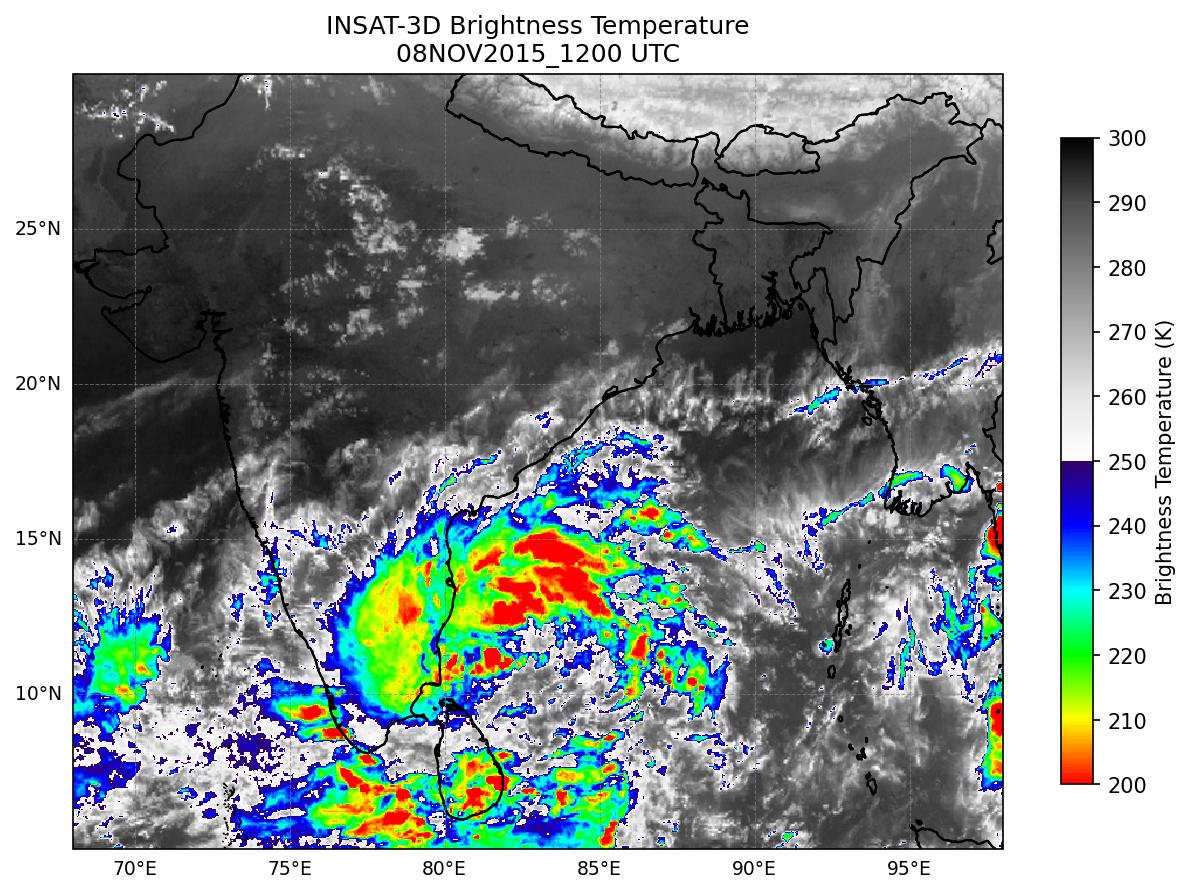 INSAT-3D Brightness Temperature
08NOV2015_1200 UTC
25°N
20°N
15°N
10°N
70°E
75°E
80°E
85°E
90°E
95°E
300
290
280
270
260
250
240
230
220
210
200
Brightness Temperature (K)